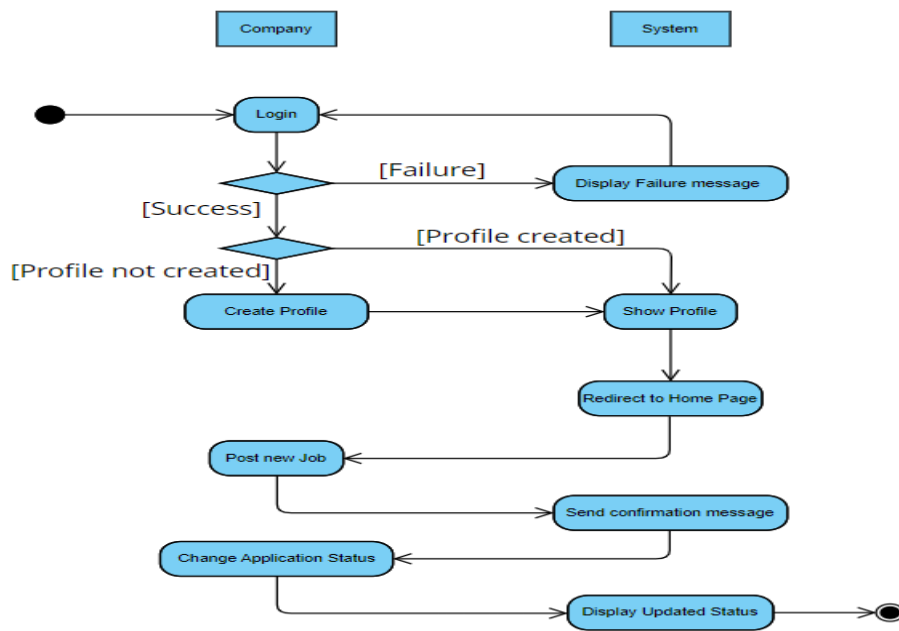 Company
System
Login
[Failure]
Display Failure message
[Success]
[Profile created]
[Profile not created]
Create Profile
Show Profile
Redirect to Home Page
Post new Job
Send confirmation message
Change Application Status
Display Updated Status